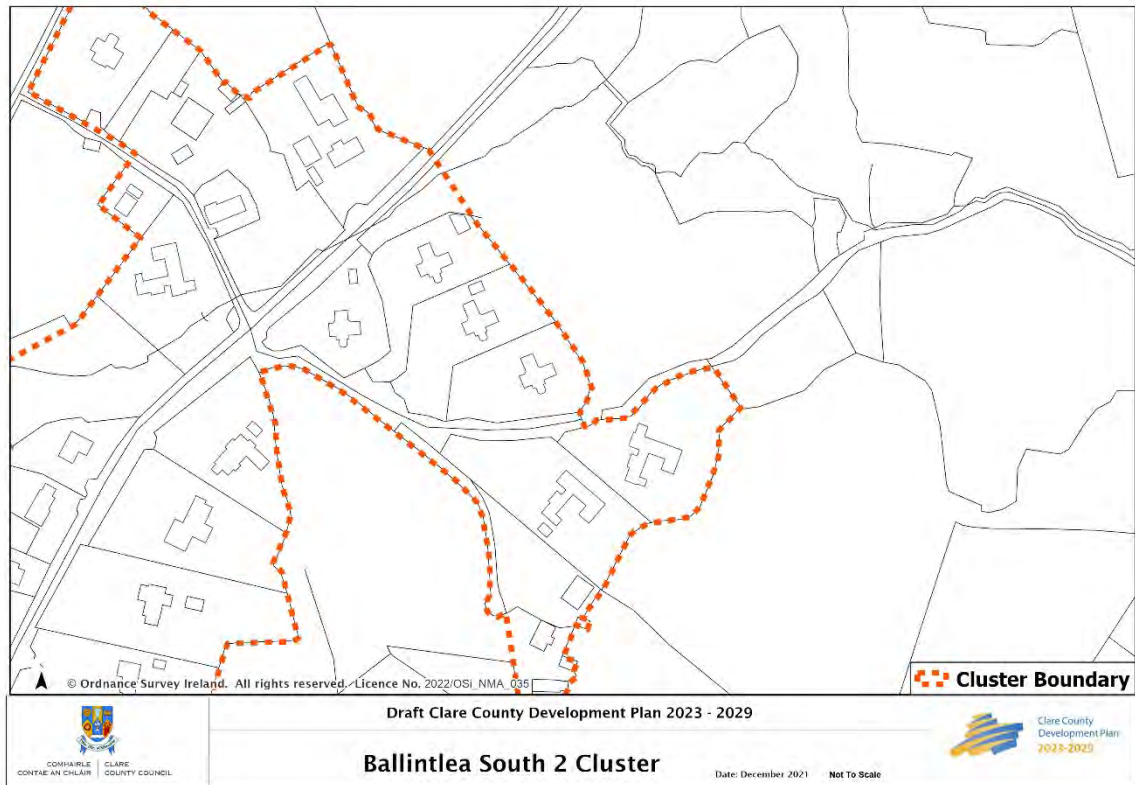 © Ordnance Survey Ireland. All rights reserved. Licence No. 2022/OSi_NMA_035
Cluster Boundary
COMHAIRLE
CONTAE AN CHLÁIR
CLARE
COUNTY COUNCIL
Draft Clare County Development Plan 2023 - 2029
Ballintlea South 2 Cluster
Date: December 2021 Not To Scale
Clare County
Development Plan
2023-2029